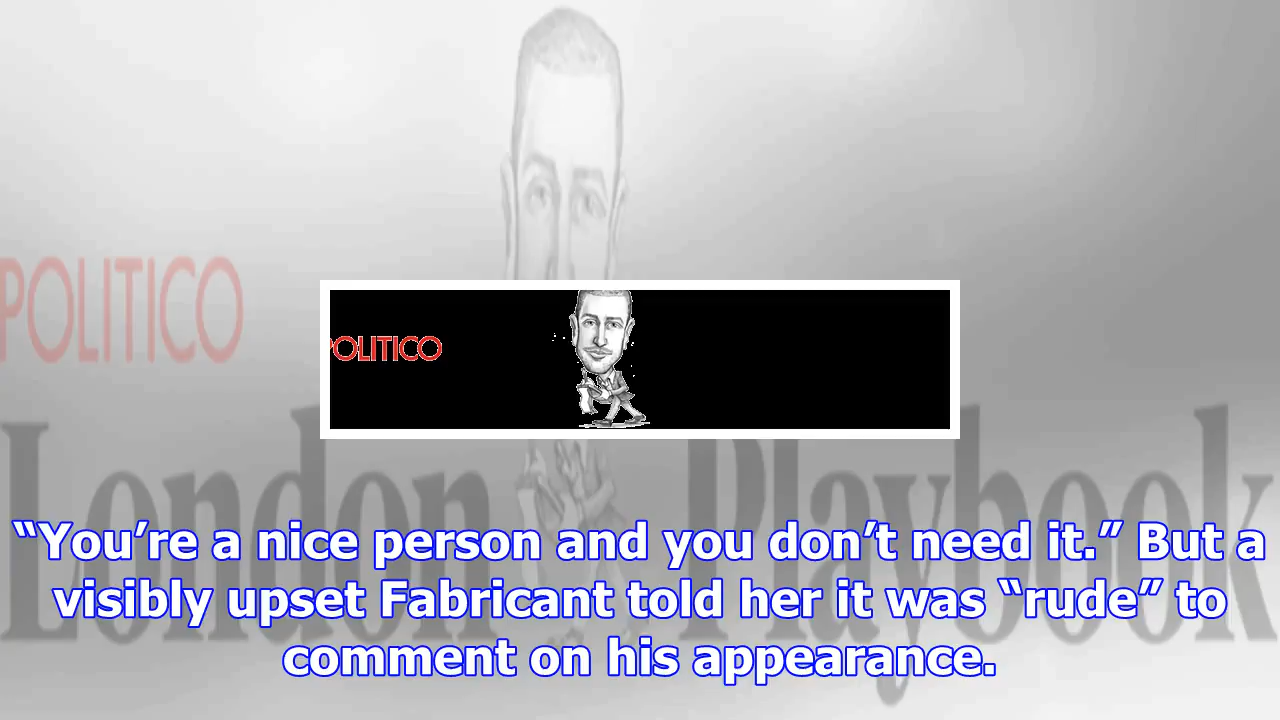 POLITICO
POLITICO
London Playbook
“You’re a nice person and you don’t need it.” But a
visibly upset Fabricant told her it was “rude” to
comment on his appearance.